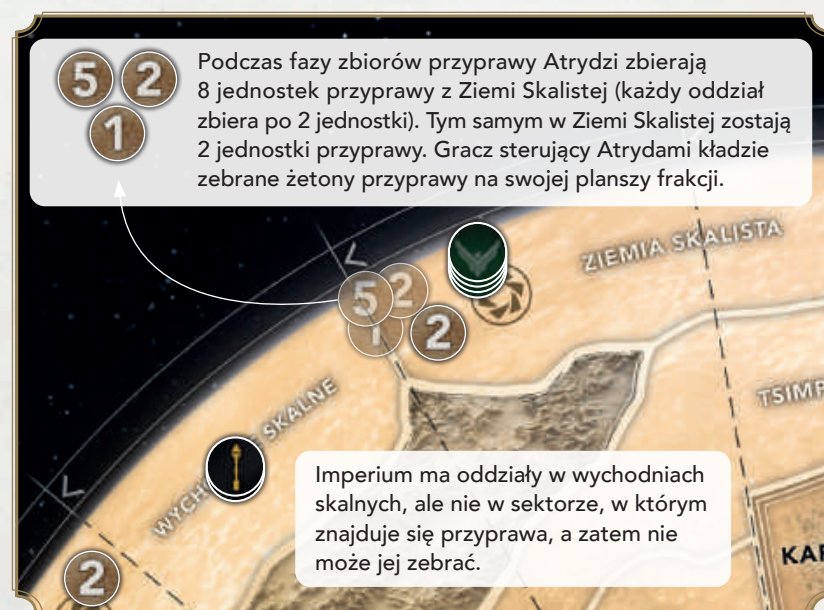 5 2
1
Podczas fazy zbiorów przyprawy Atrydzi zbierają
8 jednostek przyprawy z Ziemi Skalistej (każdy oddział
zbiera po 2 jednostki). Tym samym w Ziemi Skalistej zostają
2 jednostki przyprawy. Gracz sterujący Atrydami kładzie
zebrane żetony przyprawy na swojej planszy frakcji.
ZIEMIA SKALISTA
5 2
1 2
TSIMP
SKALNE
Imperium ma oddziały w wychodniach
skalnych, ale nie w sektorze, w którym
znajduje się przyprawa, a zatem nie
może jej zebrać.
2